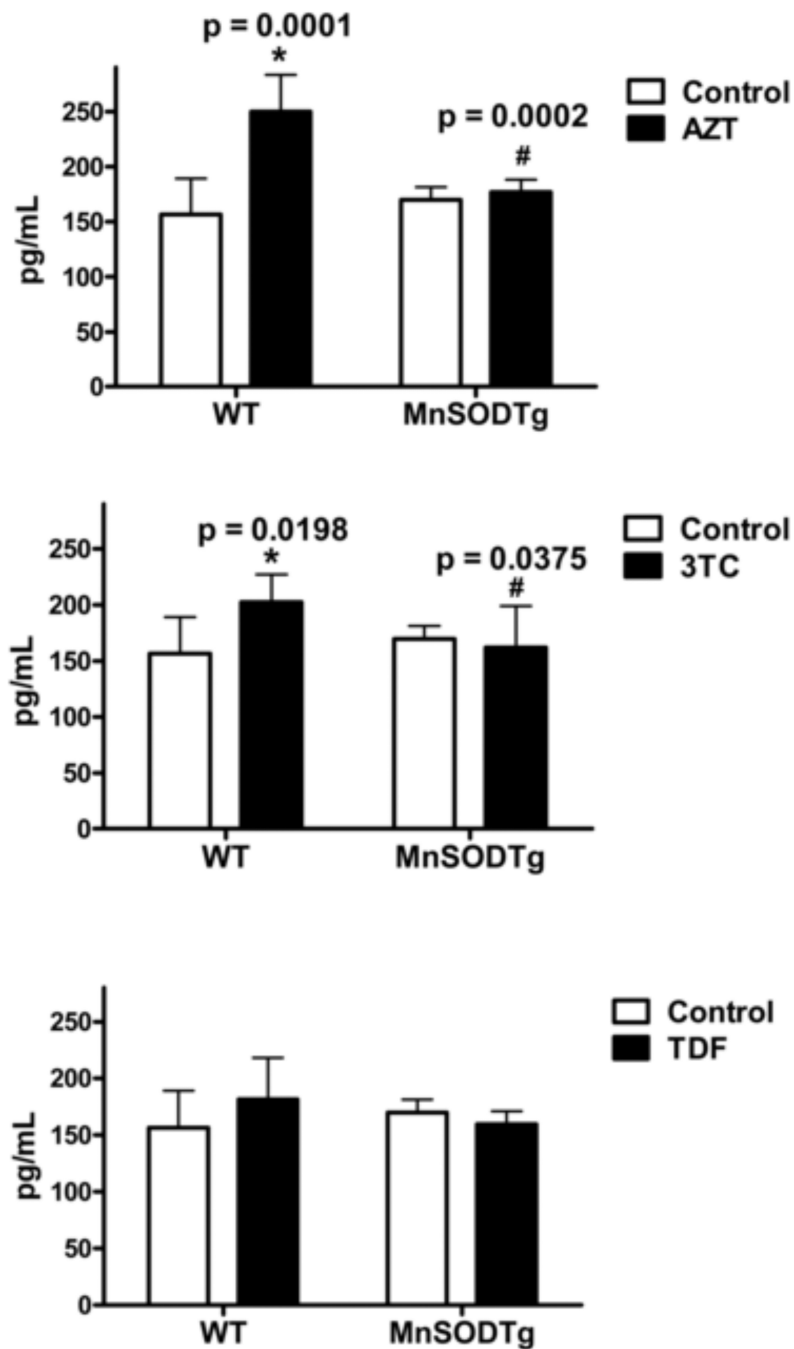 p = 0.0001
*
Control
AZT
p = 0.0002
#
250
200
150
100
50
0
pg/mL
WT MnSODTg
p = 0.0198
*
Control
3TC
p = 0.0375
#
250
200
150
100
50
0
pg/mL
WT MnSODTg
Control
TDF
250
200
150
100
50
0
pg/mL
WT MnSODTg